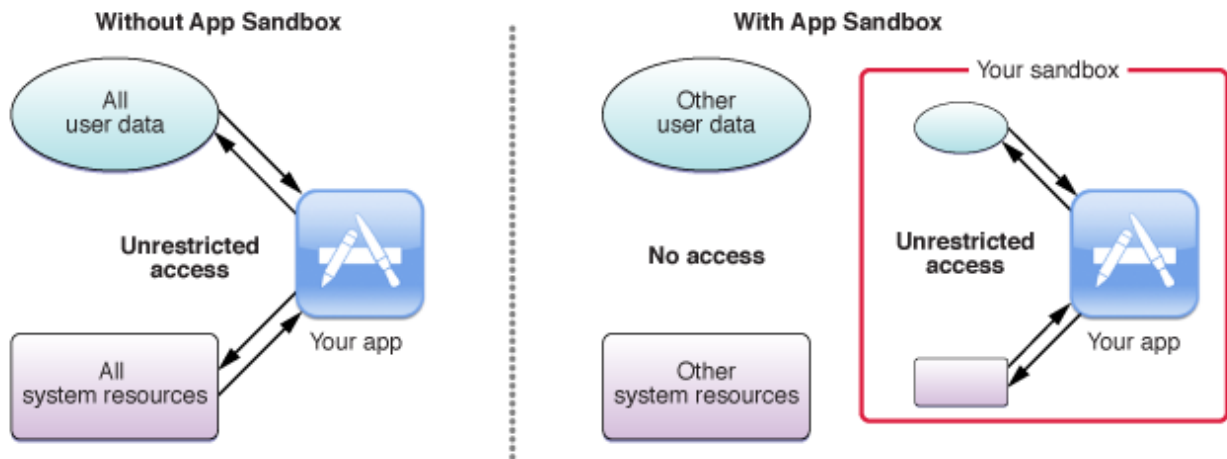 Without App Sandbox
All
user data
Unrestricted
access
Your app
All
system resources
With App Sandbox
Other
user data
No access
Other
system resources
Your sandbox
Unrestricted
access
Your app